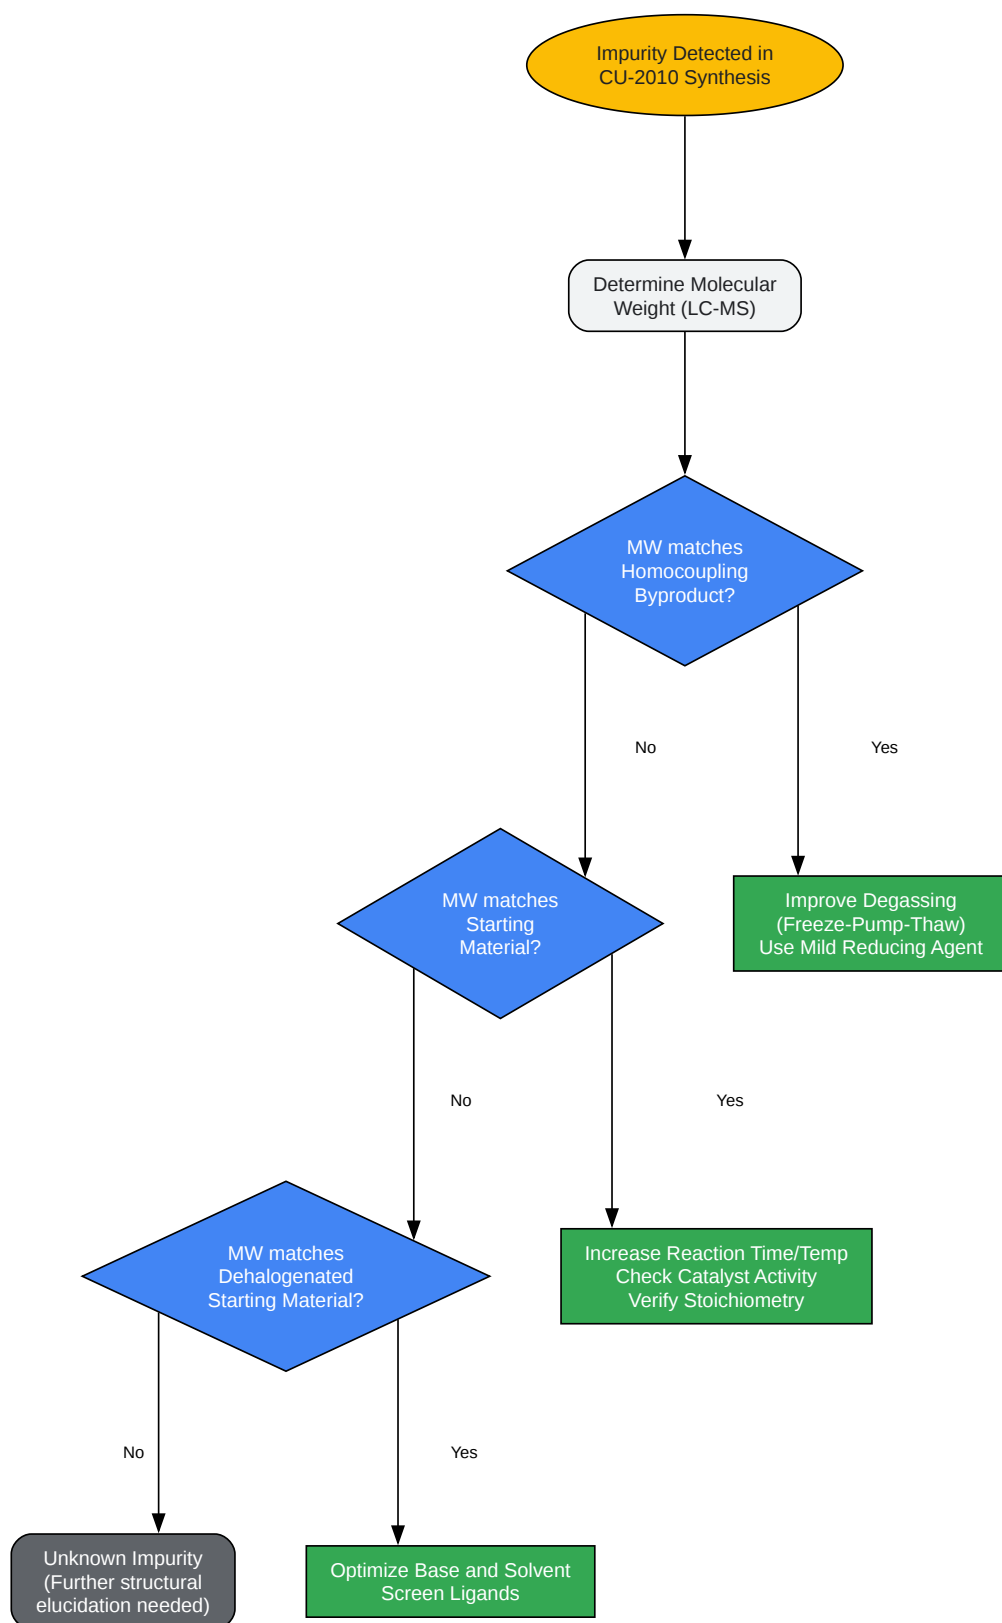 Impurity Detected in
CU-2010 Synthesis
Determine Molecular
Weight (LC-MS)
MW matches
Homocoupling
Byproduct?
No
Yes
MW matches
Starting
Material?
Improve Degassing
(Freeze-Pump-Thaw)
Use Mild Reducing Agent
No
Yes
MW matches
Dehalogenated
Starting Material?
Increase Reaction Time/Temp
Check Catalyst Activity
Verify Stoichiometry
No
Yes
Unknown Impurity
(Further structural
elucidation needed)
Optimize Base and Solvent
Screen Ligands